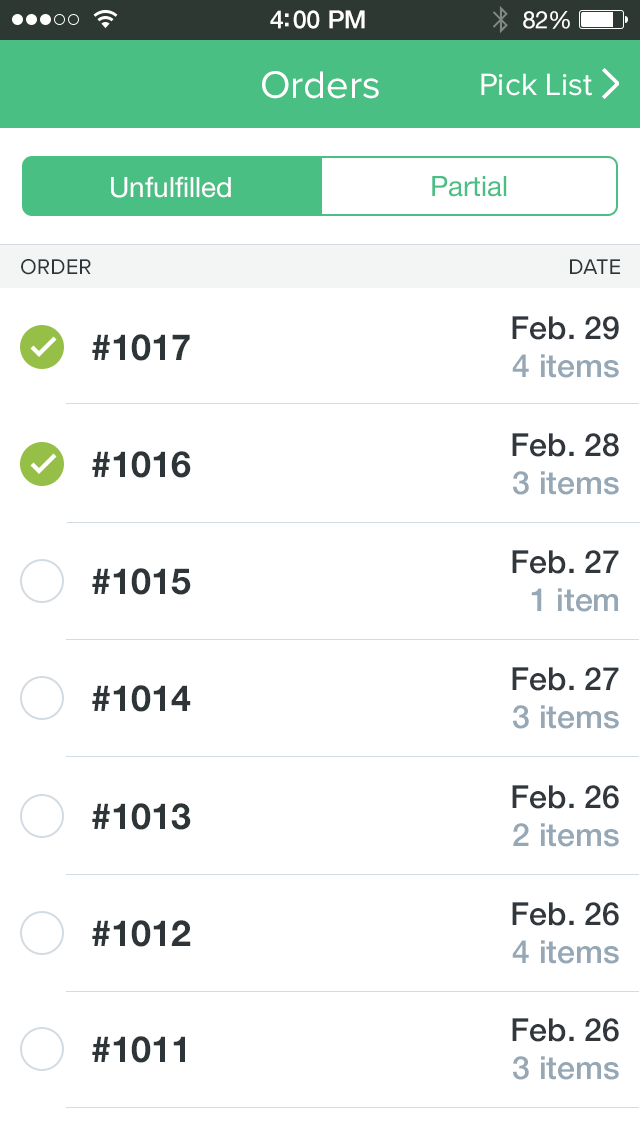 4:00 PM 82%
Orders Pick List
Unfulfilled Partial
ORDER DATE
#1017 Feb. 29
4 items
#1016 Feb. 28
3 items
#1015 Feb. 27
1 item
#1014 Feb. 27
3 items
#1013 Feb. 26
2 items
#1012 Feb. 26
4 items
#1011 Feb. 26
3 items